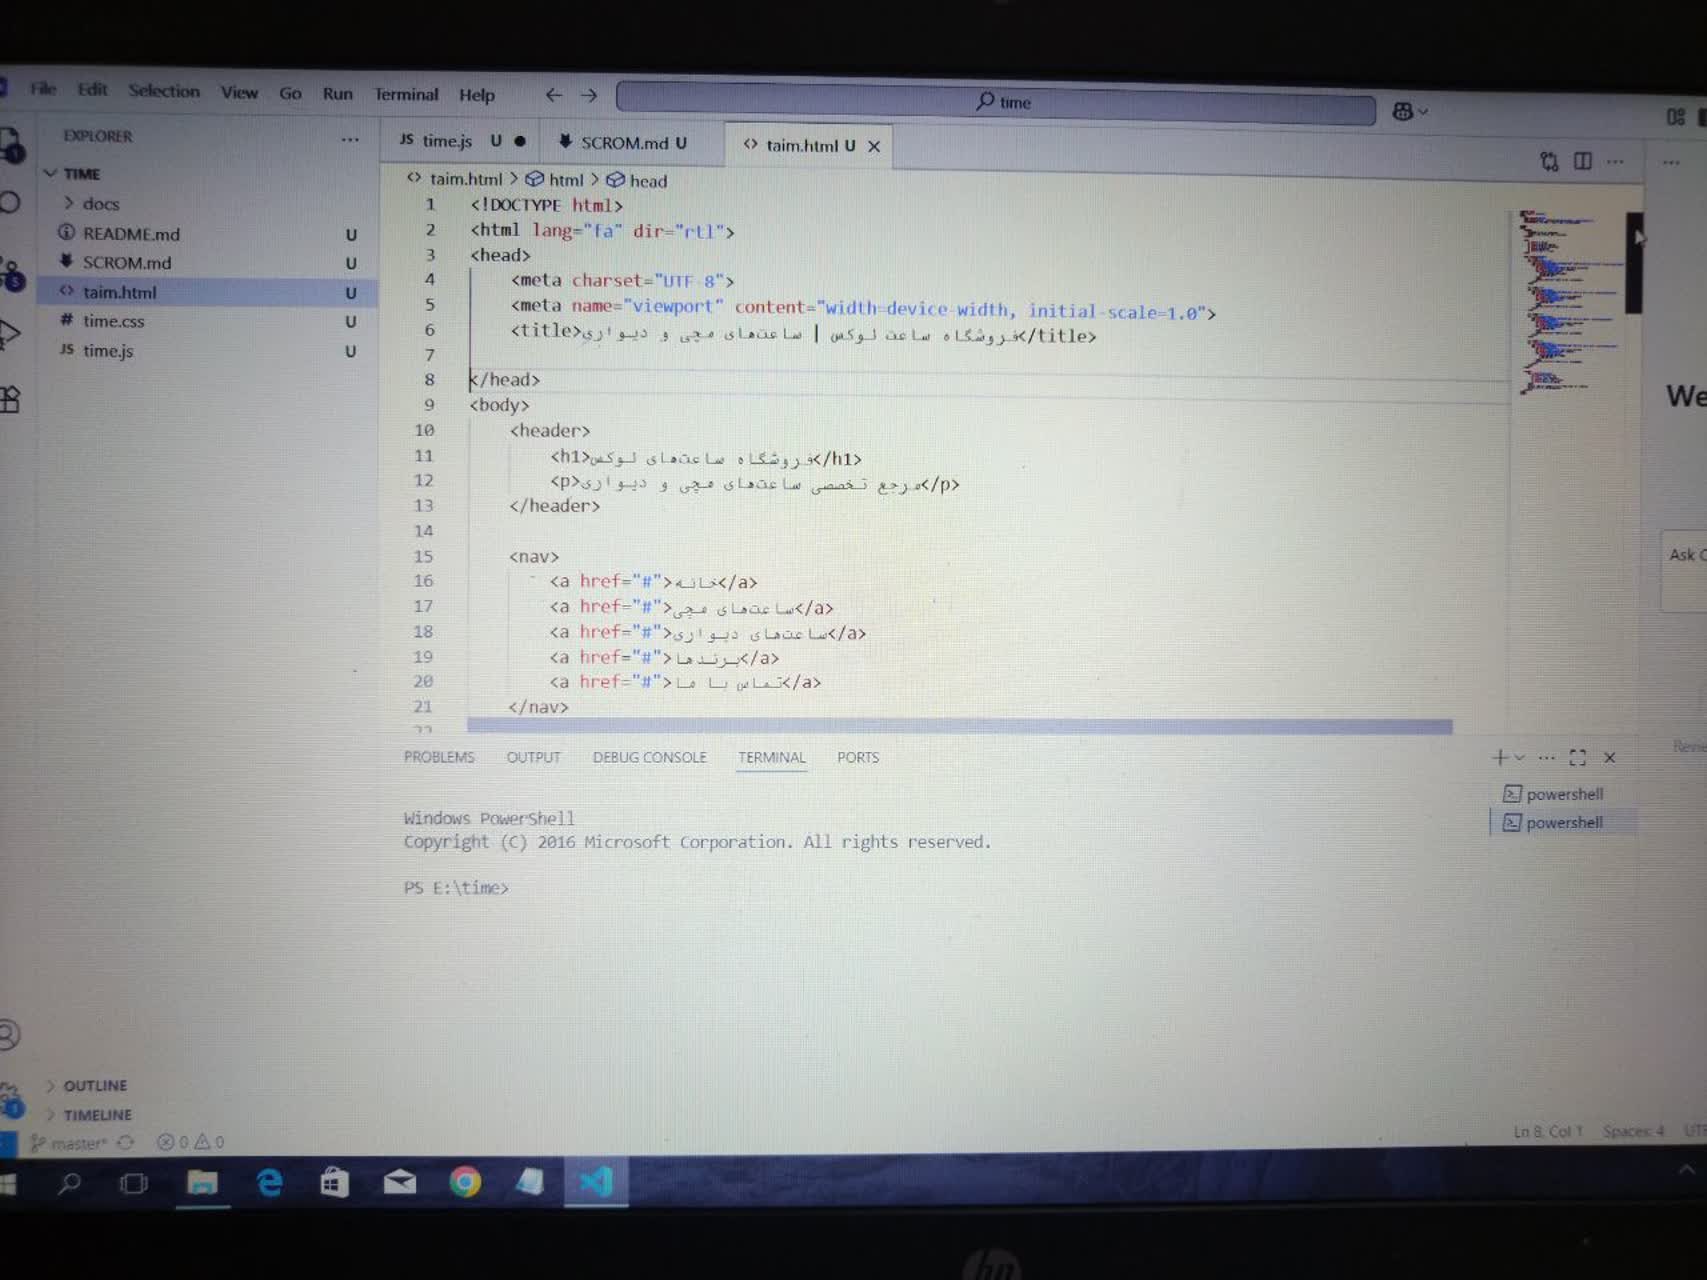 File Edit Selection View Go Run Terminal Help
time
EXPLORER
TIME
docs
README.md U
SCROM.md U
taim.html U
time.css U
JS time.js U
OUTLINE
TIMELINE
JS time.js U
SCROM.md U
<> taim.html U
<> taim.html > html > head
1 <!DOCTYPE html>
2 <html lang="fa" dir="rtl">
3 <head>
4 <meta charset="UTF-8">
5 <meta name="viewport" content="width=device-width, initial-scale=1.0">
6 <title>فروشگاه ساعت لوکس | ساعت‌های مچی و دیواری</title>
7
8 </head>
9 <body>
10 <header>
11 <h1>فروشگاه ساعت‌های لوکس</h1>
12 <p>مرجع تخصصی ساعت‌های مچی و دیواری</p>
13 </header>
14
15 <nav>
16 <a href="#">خانه</a>
17 <a href="#">ساعت‌های مچی</a>
18 <a href="#">ساعت‌های دیواری</a>
19 <a href="#">برندها</a>
20 <a href="#">تماس با ما</a>
21 </nav>
PROBLEMS OUTPUT DEBUG CONSOLE TERMINAL PORTS
Windows PowerShell
Copyright (C) 2016 Microsoft Corporation. All rights reserved.
PS E:\time>
powershell
powershell
We
Ask
master* 0 0
Ln 8, Col 1 Spaces: 4
hp